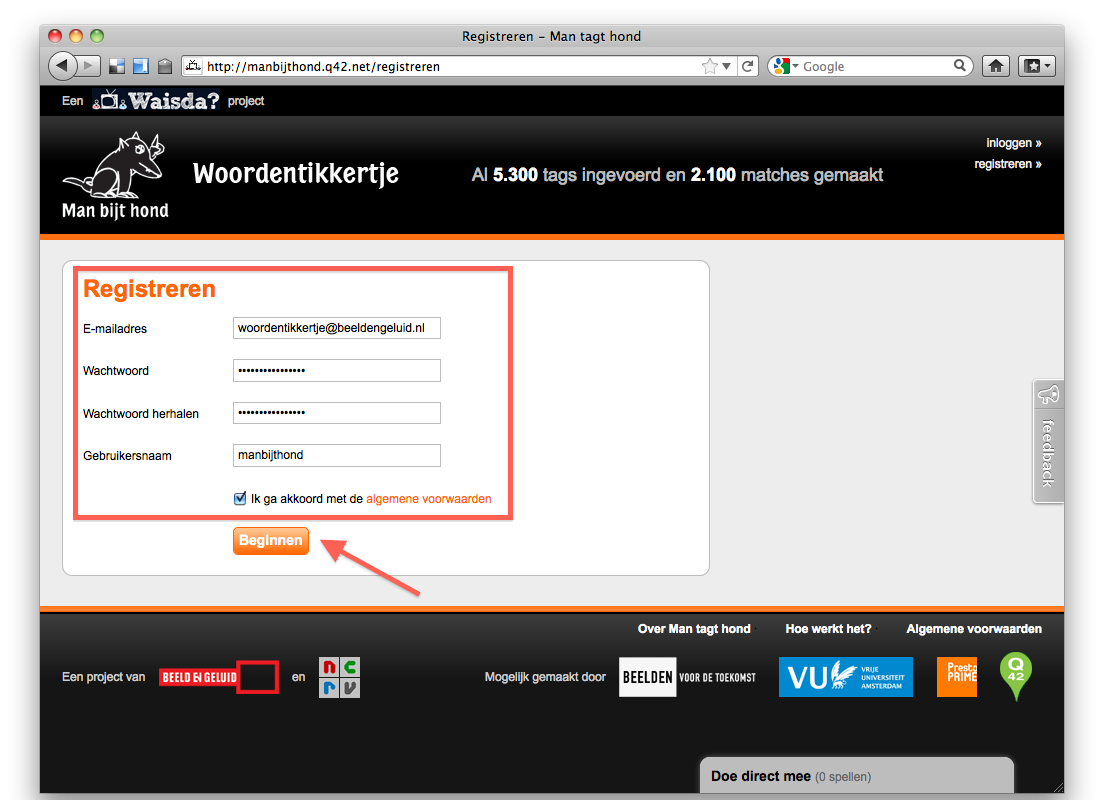 Registreren – Man tagt hond
http://manbijthond.q42.net/registreren
Google
Een Waisda? project
inloggen »
registreren »
Woordentikkertje
Al 5.300 tags ingevoerd en 2.100 matches gemaakt
Man bijt hond
Registreren
E-mailadres woordentikkertje@beeldengeluid.nl
Wachtwoord ••••••••••••••••
Wachtwoord herhalen ••••••••••••••••
Gebruikersnaam manbijthond
Ik ga akkoord met de algemene voorwaarden
Beginnen
feedback
Over Man tagt hond Hoe werkt het? Algemene voorwaarden
Een project van BEELD EN GELUID en ncrv
Mogelijk gemaakt door BEELDEN VOOR DE TOEKOMST VU VRIJE UNIVERSITEIT AMSTERDAM Presto PRIME Q42
Doe direct mee (0 spellen)